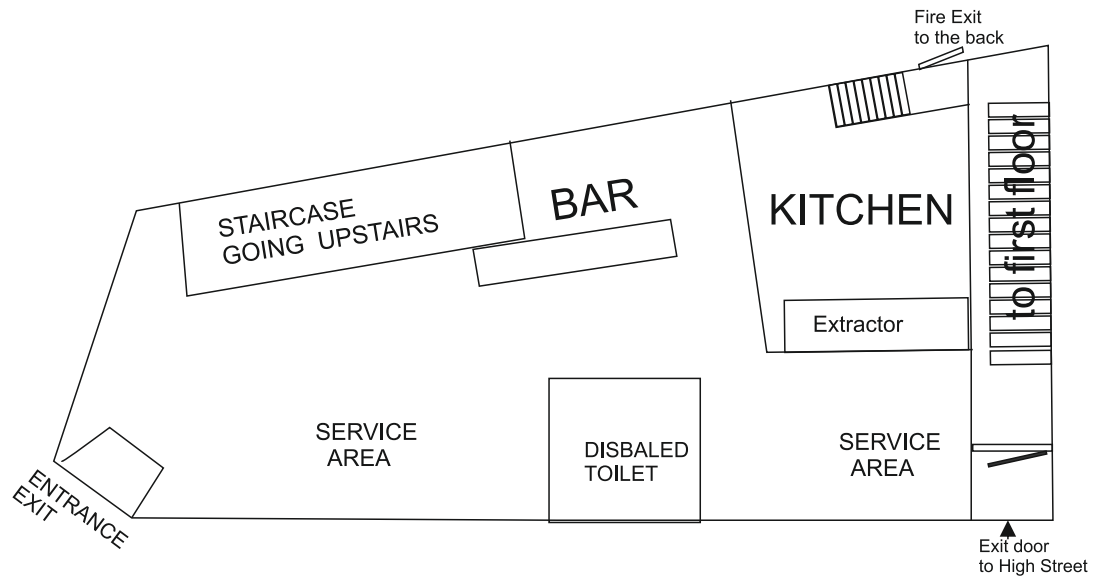 Fire Exit
to the back
STAIRCASE
GOING UPSTAIRS
BAR
KITCHEN
to first floor
Extractor
SERVICE
AREA
DISBALED
TOILET
SERVICE
AREA
ENTRANCE
EXIT
Exit door
to High Street